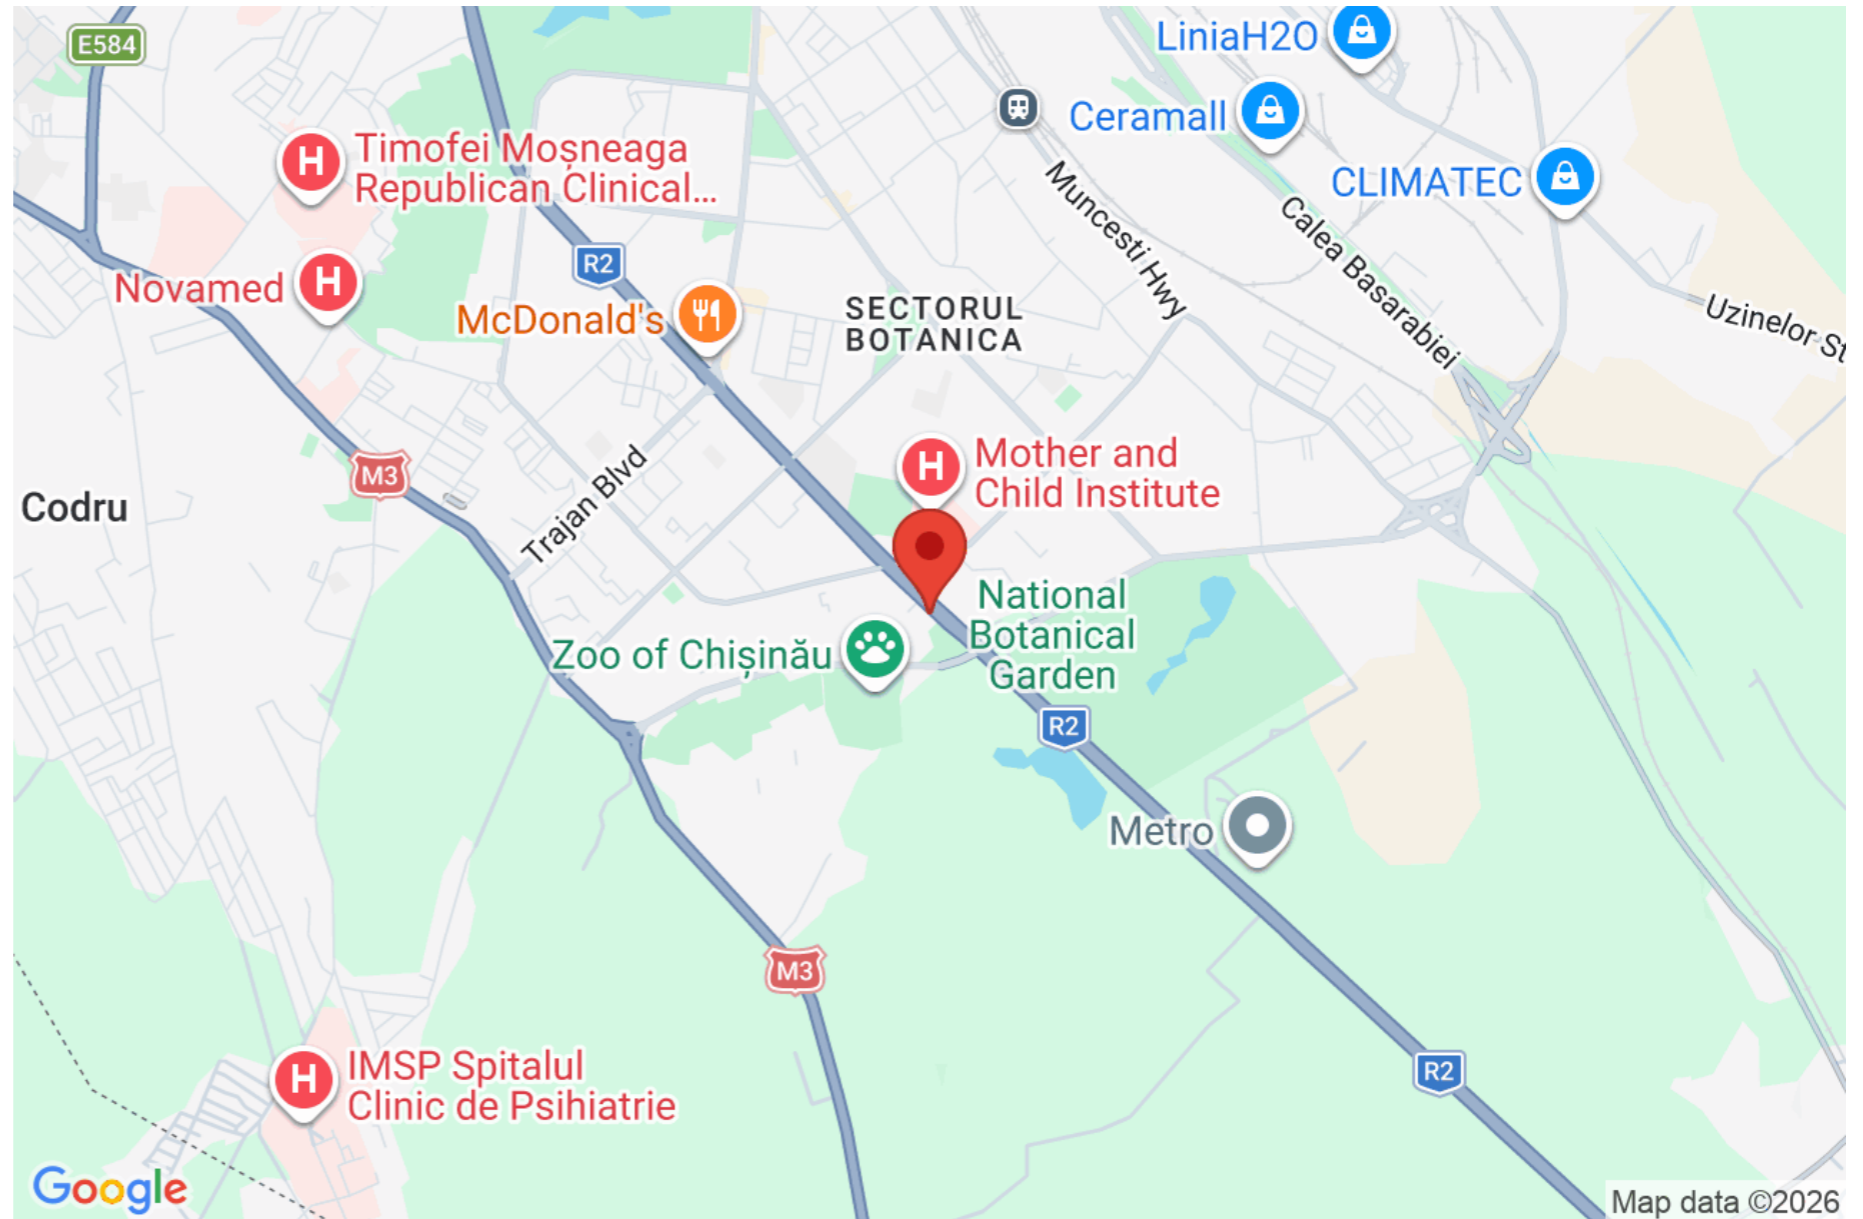 E584
LiniaH2O
Ceramall
CLIMATEC
Timofei Moșneaga
Republican Clinical...
Muncesti Hwy
Calea Basarabiei
Uzinelor St
R2
Novamed
McDonald's
SECTORUL
BOTANICA
M3
Codru
Trajan Blvd
Mother and
Child Institute
National
Botanical
Garden
Zoo of Chișinău
R2
Metro
M3
R2
IMSP Spitalul
Clinic de Psihiatrie
Google
Map data ©2026